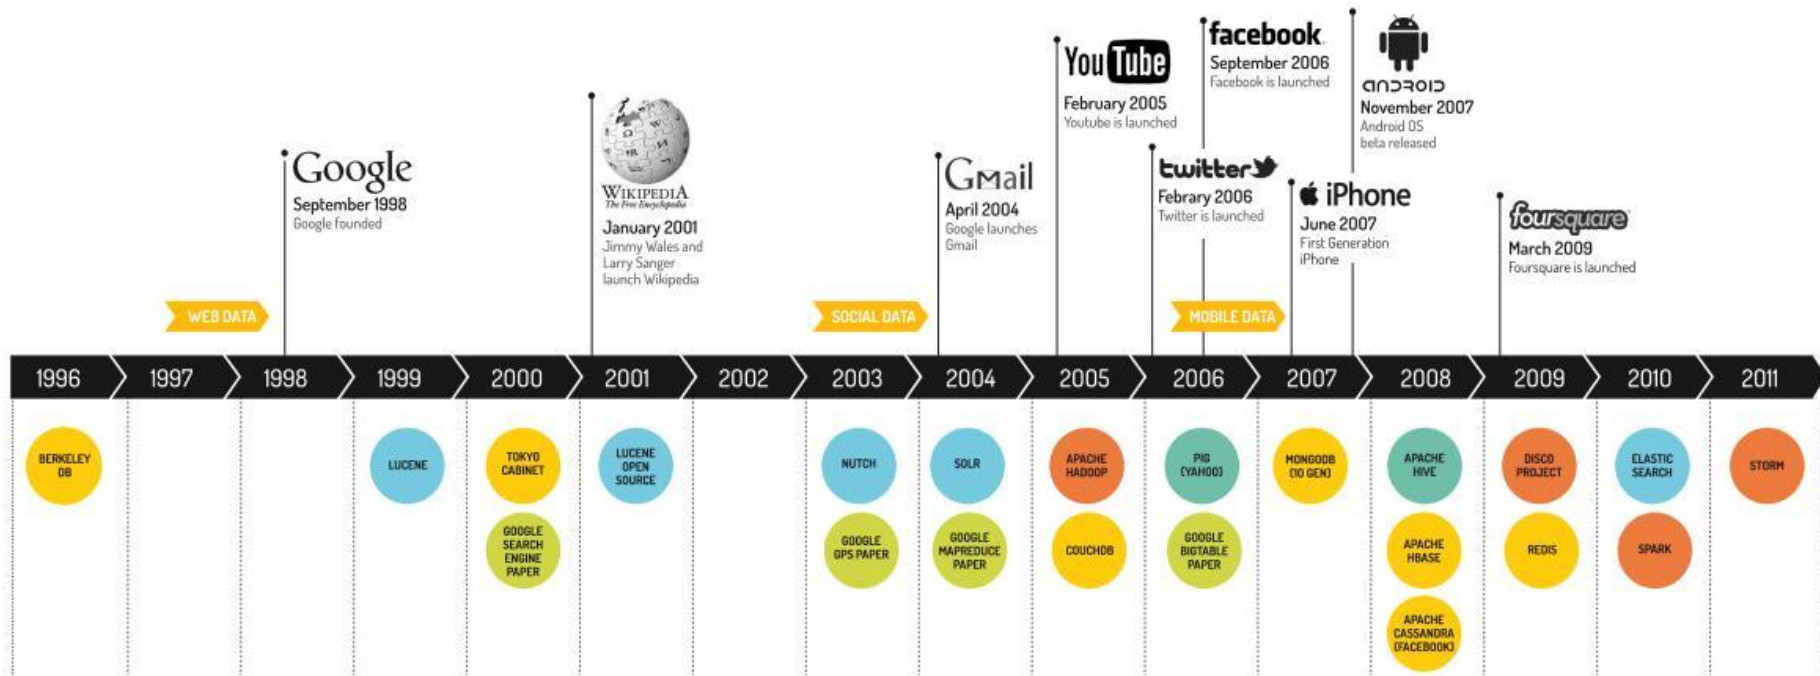 Google
September 1998
Google founded
WIKIPEDIA
The Free Encyclopedia
January 2001
Jimmy Wales and
Larry Sanger
launch Wikipedia
GMail
April 2004
Google launches
Gmail
YouTube
February 2005
Youtube is launched
twitter
Febrary 2006
Twitter is launched
facebook
September 2006
Facebook is launched
iPhone
June 2007
First Generation
iPhone
ANDROID
November 2007
Android OS
beta released
foursquare
March 2009
Foursquare is launched
WEB DATA
SOCIAL DATA
MOBILE DATA
1996
1997
1998
1999
2000
2001
2002
2003
2004
2005
2006
2007
2008
2009
2010
2011
BERKELEY
DB
LUCENE
TOKYO
CABINET
GOOGLE
SEARCH
ENGINE
PAPER
LUCENE
OPEN
SOURCE
NUTCH
GOOGLE
GPS PAPER
SOLR
GOOGLE
MAPREDUCE
PAPER
APACHE
HADOOP
COUCHDB
PIG
(YAHOO)
GOOGLE
BIGTABLE
PAPER
MONGODB
(10 GEN)
APACHE
HIVE
APACHE
HBASE
APACHE
CASSANDRA
(FACEBOOK)
DISCO
PROJECT
REDIS
ELASTIC
SEARCH
SPARK
STORM